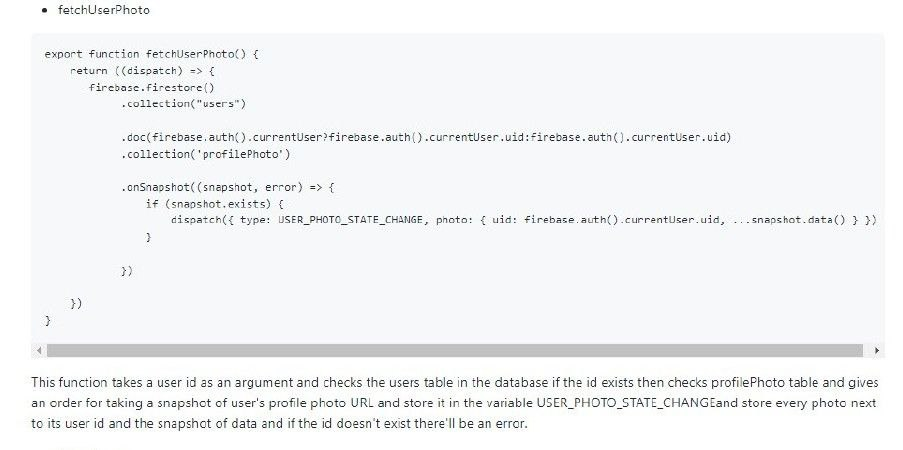 • fetchUserPhoto
export function fetchUserPhoto() {
return ((dispatch) => {
firebase.firestore()
.collection("users")
.doc(firebase.auth().currentUser?firebase.auth().currentUser.uid:firebase.auth().currentUser.uid)
.collection('profilePhoto')
.onSnapshot((snapshot, error) => {
if (snapshot.exists) {
dispatch({ type: USER_PHOTO_STATE_CHANGE, photo: { uid: firebase.auth().currentUser.uid, ...snapshot.data() } })
}
})
})
}
This function takes a user id as an argument and checks the users table in the database if the id exists then checks profilePhoto table and gives
an order for taking a snapshot of user's profile photo URL and store it in the variable USER_PHOTO_STATE_CHANGEand store every photo next
to its user id and the snapshot of data and if the id doesn't exist there'll be an error.